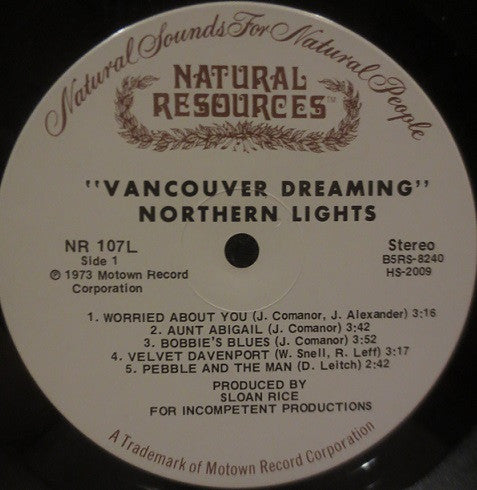 Natural Sounds For Natural People
NATURAL
RESOURCES™
"VANCOUVER DREAMING"
NORTHERN LIGHTS
NR 107L
Side 1
℗ 1973 Motown Record
Corporation
Stereo
B5RS-8240
HS-2009
1. WORRIED ABOUT YOU (J. Comanor, J. Alexander) 3:16
2. AUNT ABIGAIL (J. Comanor) 3:42
3. BOBBIE'S BLUES (J. Comanor) 3:52
4. VELVET DAVENPORT (W. Snell, R. Leff) 3:17
5. PEBBLE AND THE MAN (D. Leitch) 2:42
PRODUCED BY
SLOAN RICE
FOR INCOMPETENT PRODUCTIONS
A Trademark of Motown Record Corporation